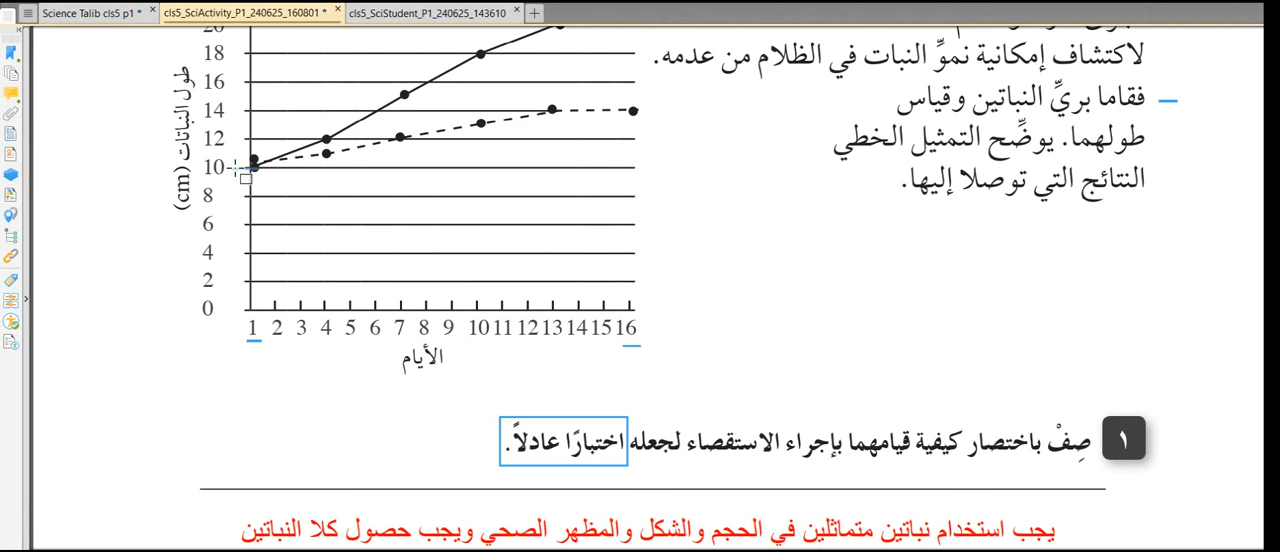 Science Talib cls5 p1 *
cls5_SciActivity_P1_240625_160801 *
cls5_SciStudent_P1_240625_143610
لاكتشاف إمكانية نموِّ النبات في الظلام من عدمه.
فقاما بريِّ النباتين وقياس
طولهما. يوضِّح التمثيل الخطي
النتائج التي توصلا إليها.
طول النباتات (cm)
20
18
16
14
12
10
8
6
4
2
0
1 2 3 4 5 6 7 8 9 10 11 12 13 14 15 16
الأيام
١ صِفْ باختصار كيفية قيامهما بإجراء الاستقصاء لجعله اختبارًا عادلاً.
يجب استخدام نباتين متماثلين في الحجم والشكل والمظهر الصحي ويجب حصول كلا النباتين